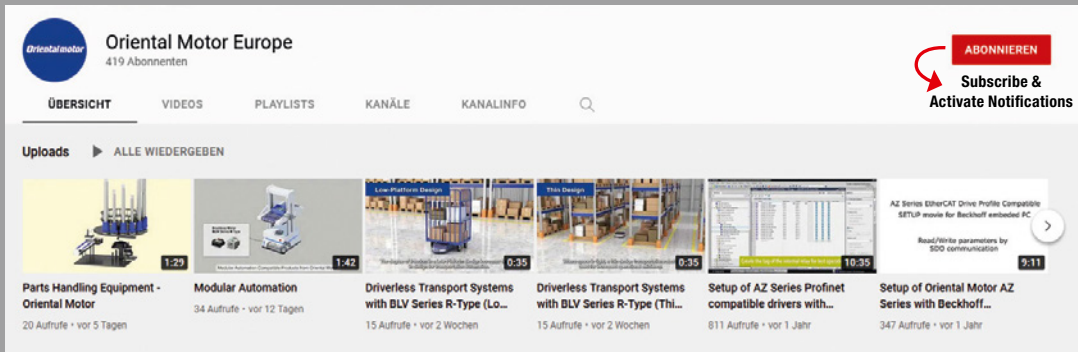 Oriental motor
Oriental Motor Europe
419 Abonnenten
ABONNIEREN
Subscribe &
Activate Notifications
ÜBERSICHT
VIDEOS
PLAYLISTS
KANÄLE
KANALINFO
Uploads
ALLE WIEDERGEBEN
1:29
Parts Handling Equipment -
Oriental Motor
20 Aufrufe • vor 5 Tagen
1:42
Modular Automation
34 Aufrufe • vor 12 Tagen
Low-Platform Design
0:35
Driverless Transport Systems
with BLV Series R-Type (Lo...
15 Aufrufe • vor 2 Wochen
Thin Design
0:35
Driverless Transport Systems
with BLV Series R-Type (Thi...
15 Aufrufe • vor 2 Wochen
10:35
Setup of AZ Series Profinet
compatible drivers with...
811 Aufrufe • vor 1 Jahr
AZ Series EtherCAT Drive Profile Compatible
SETUP movie for Beckhoff embeded PC
Read/Write parameters by
SDO communication
9:11
Setup of Oriental Motor AZ
Series with Beckhoff...
347 Aufrufe • vor 1 Jahr